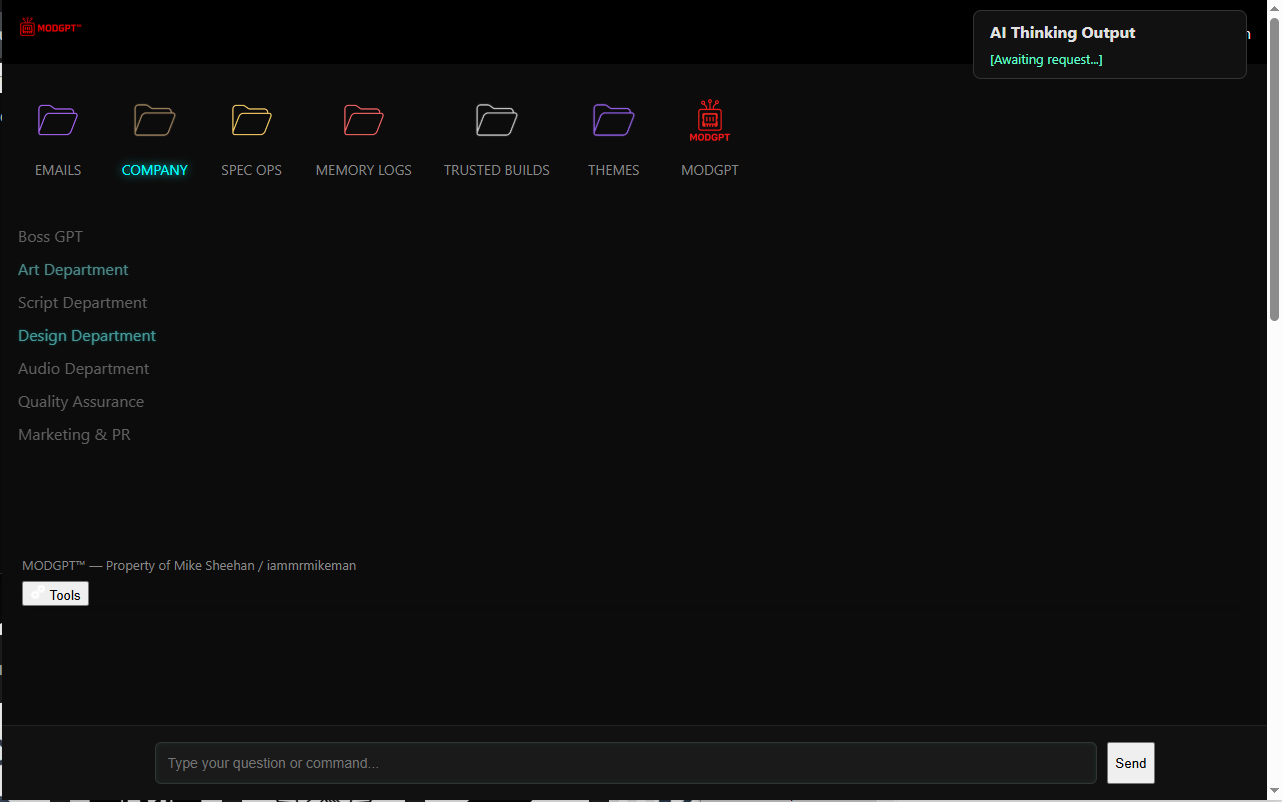 MODGPT™
AI Thinking Output
[Awaiting request...]
EMAILS
COMPANY
SPEC OPS
MEMORY LOGS
TRUSTED BUILDS
THEMES
MODGPT
MODGPT
Boss GPT
Art Department
Script Department
Design Department
Audio Department
Quality Assurance
Marketing & PR
MODGPT™ — Property of Mike Sheehan / iammrmikeman
Tools
Type your question or command...
Send